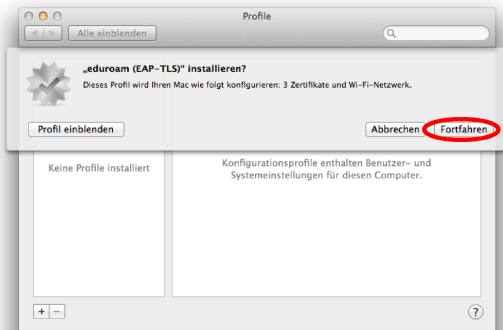 Profile
Alle einblenden
„eduroam (EAP-TLS)" installieren?
Dieses Profil wird Ihren Mac wie folgt konfigurieren: 3 Zertifikate und Wi-Fi-Netzwerk.
Profil einblenden
Abbrechen
Fortfahren
Keine Profile installiert
Konfigurationsprofile enthalten Benutzer- und
Systemeinstellungen für diesen Computer.
+ −
?